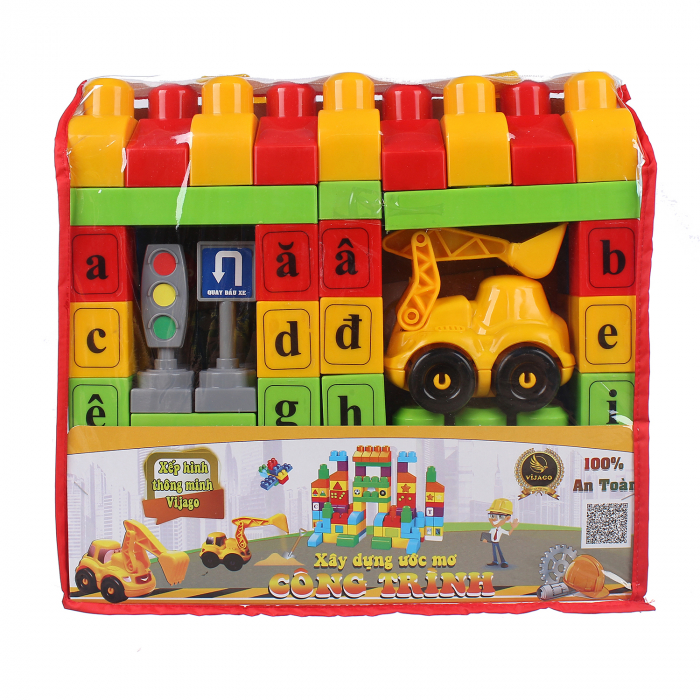 a
ă
â
b
QUAY ĐẦU XE
c
d
đ
e
ê
g
h
i
Xếp hình
thông minh
Vijago
VIJAGO
100%
An Toàn
Xây dựng ước mơ
CÔNG TRÌNH